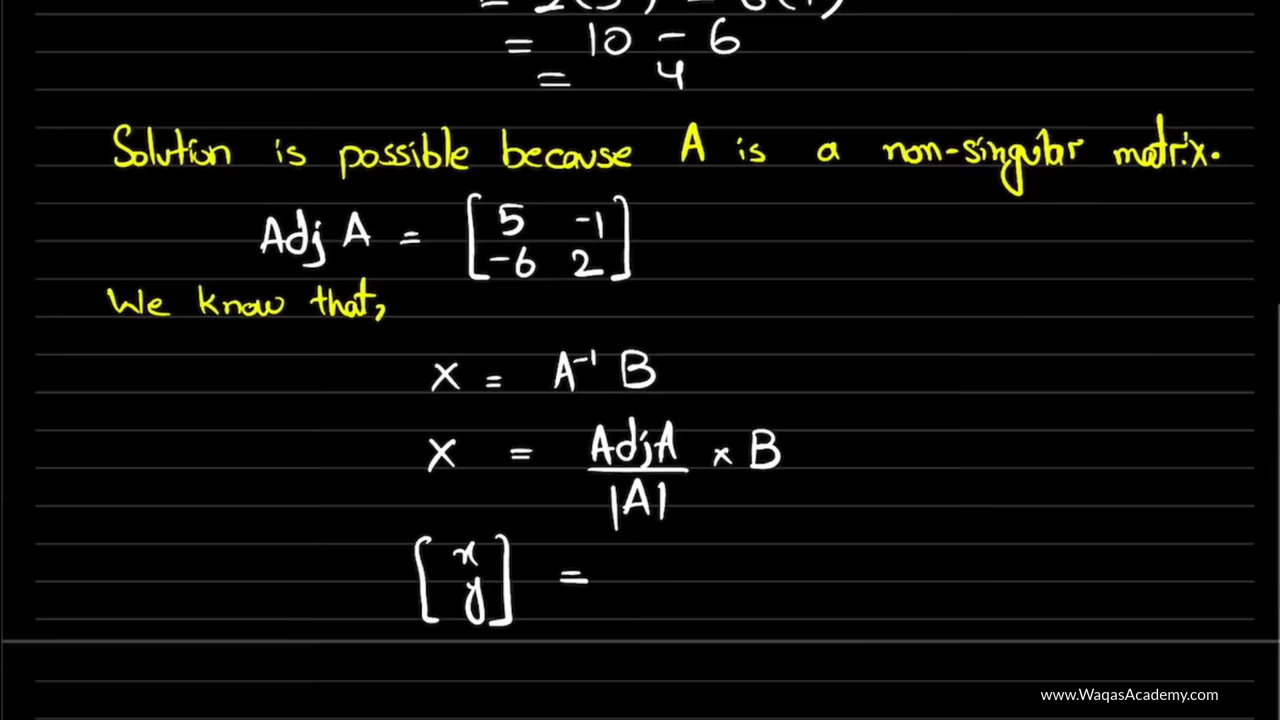 = 10 - 6
= 4
Solution is possible because A is a non-singular matrix.
Adj A = [5 -1
-6 2]
We know that,
X = A⁻¹ B
X = AdjA × B
|A|
[x
y] =
www.WaqasAcademy.com